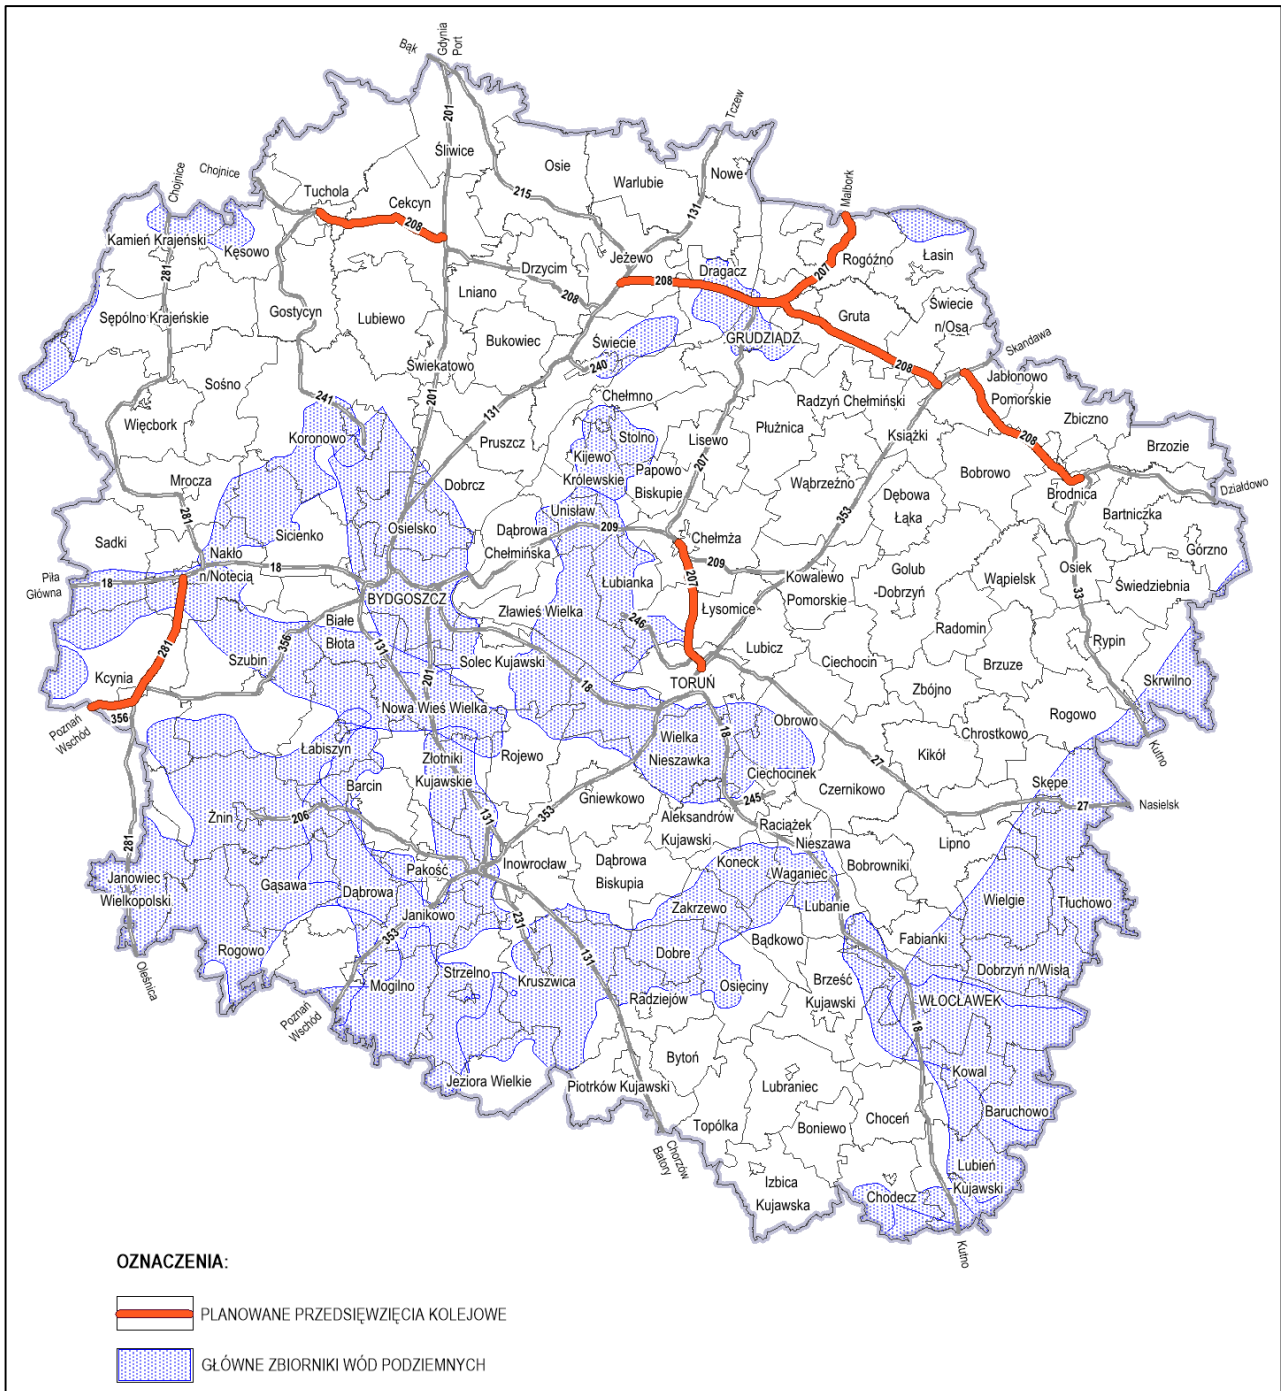 Bąk
Gdynia
Port
Tczew
Chojnice
Chojnice
Malbork
201
Śliwice
Osie
215
Warlubie
Nowe
131
Tuchola
Cekcyn
208
Kamień Krajeński
Kęsowo
281
Drzycim
208
Jeżewo
208
Dragacz
207
Rogóźno
Łasin
Lniano
Gostycyn
Lubiewo
Sępólno Krajeńskie
Bukowiec
Świecie
GRUDZIĄDZ
Gruta
Świecie
n/Osą
Skandawa
Świekatowo
240
208
201
131
Chełmno
Radzyń Chełmiński
Jabłonowo
Pomorskie
Sośno
241
Więcbork
Koronowo
Pruszcz
Stolno
Lisewo
Płużnica
Książki
208
Zbiczno
Brzozie
Kijewo
Królewskie
Papowo
Biskupie
207
Wąbrzeźno
Bobrowo
Mrocza
281
Dobrcz
Dębowa
Łąka
Brodnica
Działdowo
Bartniczka
Sadki
Sicienko
Osielsko
Unisław
Dąbrowa
Chełmińska
209
353
Chełmża
Górzno
Nakło
n/Notecią
18
209
Kowalewo
Pomorskie
Golub
-Dobrzyń
Wąpielsk
Osiek
Świedziebnia
Piła
Główna
18
BYDGOSZCZ
Łubianka
207
Łysomice
33
Białe
Błota
Zławieś Wielka
246
Radomin
Rypin
356
131
281
Szubin
Solec Kujawski
Lubicz
Ciechocin
Brzuze
Kcynia
201
18
TORUŃ
Zbójno
Skrwilno
356
Poznań
Wschód
Nowa Wieś Wielka
Obrowo
Rogowo
Łabiszyn
Złotniki
Kujawskie
Rojewo
Wielka
Nieszawka
18
27
Kikół
Chrostkowo
Kutno
Barcin
Gniewkowo
Ciechocinek
245
Czernikowo
Skępe
27
Nasielsk
Żnin
206
131
353
Aleksandrów
Kujawski
Raciążek
Nieszawa
Lipno
281
Inowrocław
Dąbrowa
Biskupia
Koneck
Waganiec
Bobrowniki
Janowiec
Wielkopolski
Gąsawa
Dąbrowa
Pakość
Janikowo
Zakrzewo
Lubanie
Wielgie
Tłuchowo
353
231
131
Rogowo
Oleśnica
Bądkowo
Fabianki
Strzelno
Dobre
Mogilno
Kruszwica
Osięciny
Brześć
Kujawski
Dobrzyń n/Wisłą
Radziejów
WŁOCŁAWEK
Poznań
Wschód
18
Bytoń
Jeziora Wielkie
Piotrków Kujawski
Lubraniec
Kowal
Baruchowo
Topólka
Boniewo
Choceń
Chorzów
Batory
Izbica
Kujawska
Chodecz
Lubień
Kujawski
Kutno
OZNACZENIA:
PLANOWANE PRZEDSIĘWZIĘCIA KOLEJOWE
GŁÓWNE ZBIORNIKI WÓD PODZIEMNYCH